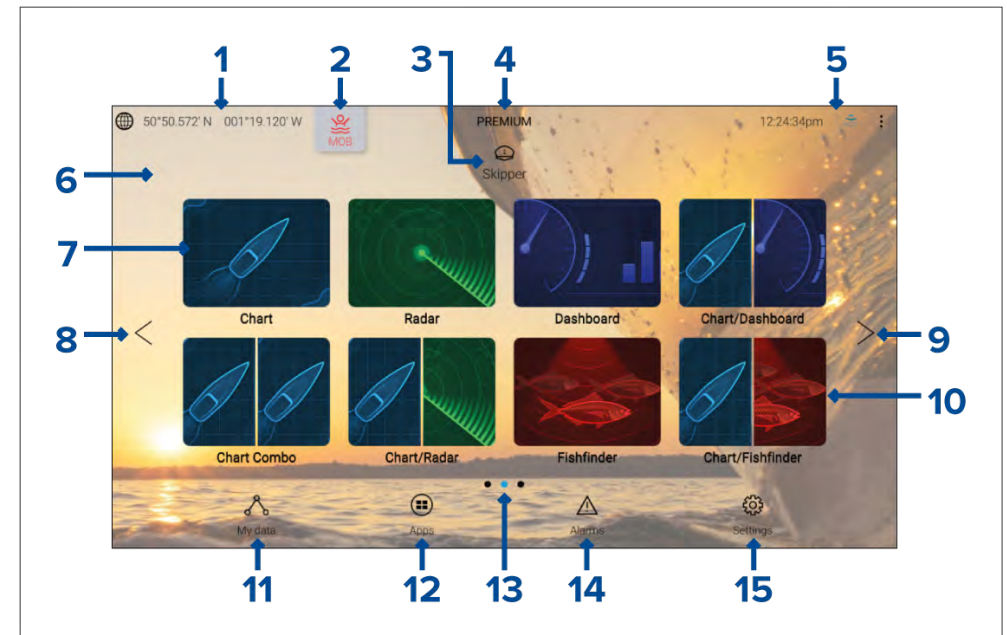 1 2 3 4 5
50°50.572' N 001°19.120' W MOB PREMIUM 12:24:34pm
Skipper
6
7
Chart Radar Dashboard Chart/Dashboard
8 9
10
Chart Combo Chart/Radar Fishfinder Chart/Fishfinder
My data Apps Alarms Settings
11 12 13 14 15